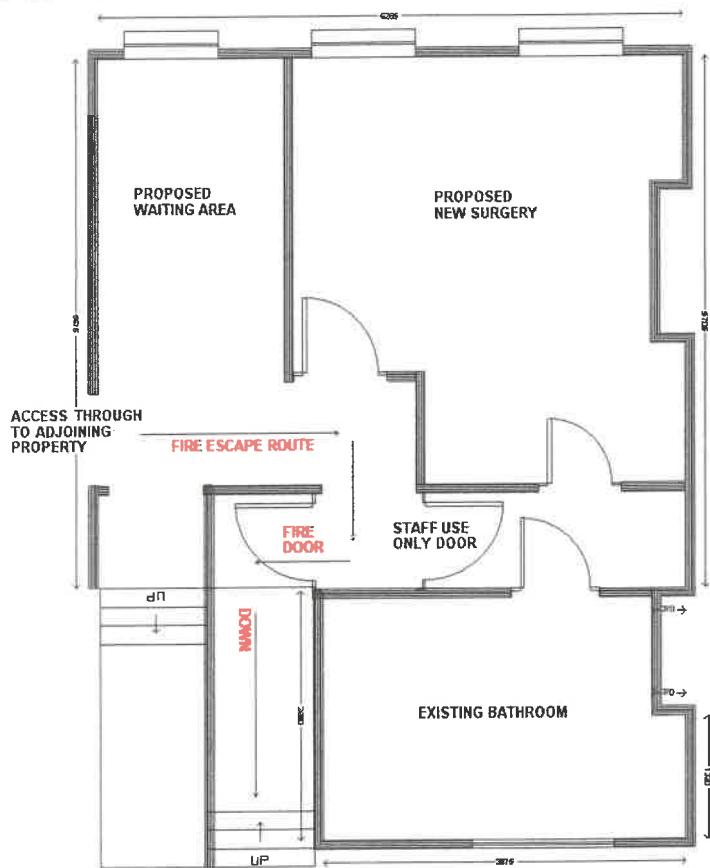 PROPOSED
WAITING AREA
PROPOSED
NEW SURGERY
ACCESS THROUGH
TO ADJOINING
PROPERTY
FIRE ESCAPE ROUTE
FIRE
DOOR
STAFF USE
ONLY DOOR
UP
DOWN
EXISTING BATHROOM
UP